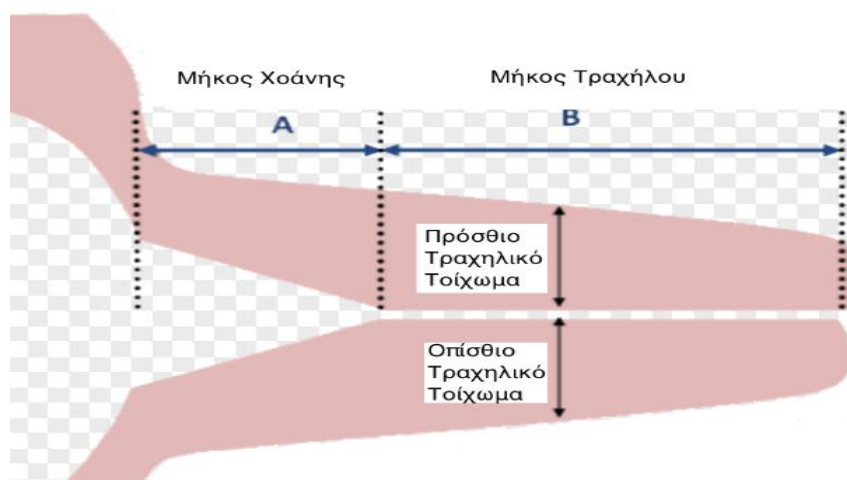 Μήκος Χοάνης
Μήκος Τραχήλου
A
B
Πρόσθιο
Τραχηλικό
Τοίχωμα
Οπίσθιο
Τραχηλικό
Τοίχωμα